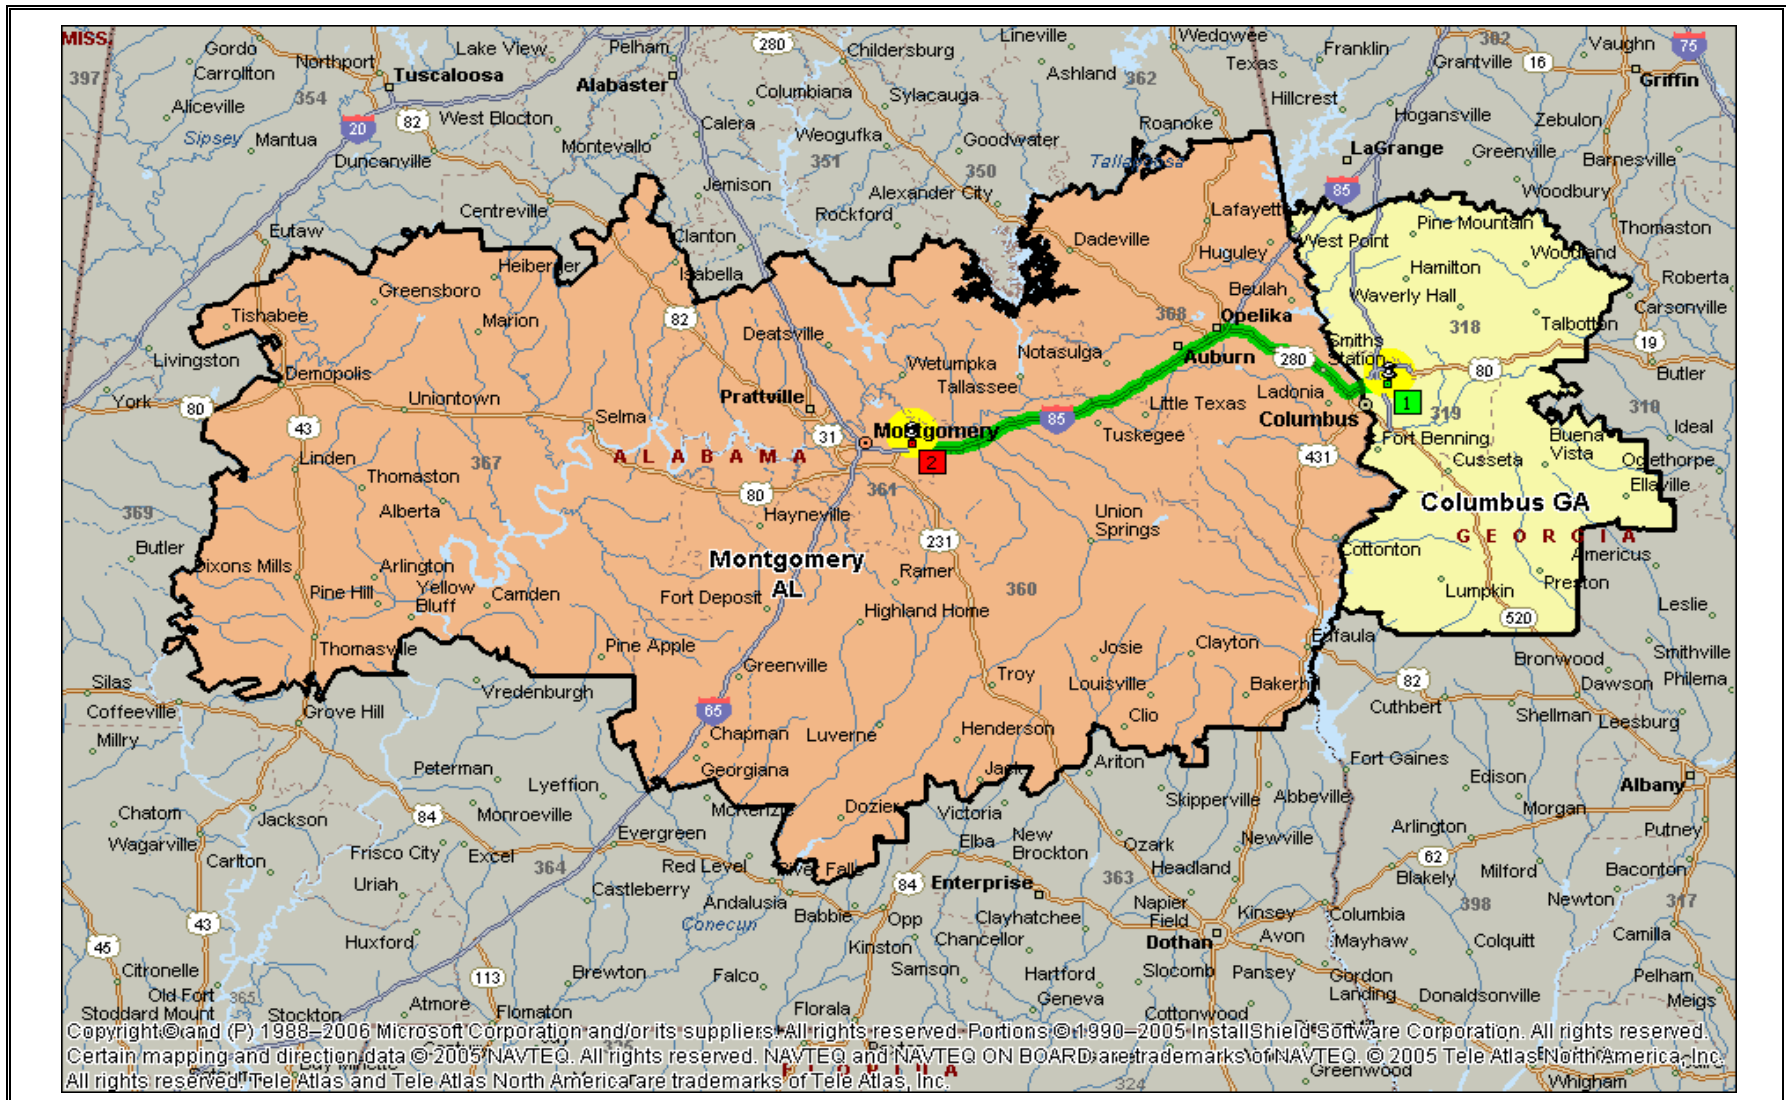 MISS.
Gordo
Northport
Lake View
Pelham
280
Childersburg
Lineville
Wedowee
Franklin
302
Vaughn
75
397
Carrollton
Tuscaloosa
Alabaster
Ashland
362
Texas
Grantville
16
Griffin
354
Aliceville
Columbiana
Sylacauga
Hillcrest
Hogansville
Zebulon
Sipsey
Mantua
20
82
West Blocton
Calera
Weogufka
Goodwater
Roanoke
LaGrange
Greenville
Barnesville
Duncanville
Montevallo
351
350
Jemison
Alexander City
85
Woodbury
Centreville
Rockford
Lafayett
Pine Mountain
Thomaston
Eutaw
Clanton
Dadeville
Huguley
West Point
Woodland
Heiberger
Isabella
Hamilton
Roberta
Greensboro
Beulah
Waverly Hall
Carsonville
Tishabee
Marion
82
Deatsville
368
Opelika
318
Talbotton
19
Livingston
Wetumpka
Notasulga
Auburn
280
Smiths
Station
80
Butler
Demopolis
Tallassee
York
80
Uniontown
Prattville
Ladonia
1
319
310
43
Selma
31
Montgomery
85
Little Texas
Columbus
Ideal
Linden
367
A L A B A M A
2
Tuskegee
431
Fort Benning
Buena
Vista
Cusseta
Oglethorpe
Thomaston
80
361
Ellaville
369
Alberta
Hayneville
Union
Springs
Columbus GA
Butler
231
G E O R G I A
Cottonton
Americus
Dixons Mills
Arlington
Montgomery
AL
Ramer
360
Preston
Pine Hill
Yellow
Bluff
Camden
Fort Deposit
Highland Home
Lumpkin
520
Leslie
Thomasville
Pine Apple
Josie
Clayton
Eufaula
Bronwood
Smithville
Greenville
Silas
Vredenburgh
Troy
Louisville
82
Dawson
Philema
Coffeeville
Grove Hill
65
Clio
Cuthbert
Shellman
Leesburg
Millry
Chapman
Luverne
Henderson
Fort Gaines
Peterman
Georgiana
Jack
Ariton
Edison
Albany
Lyeffion
Skipperville
Abbeville
Morgan
Chatom
Jackson
84
Monroeville
McKenzie
Dozier
Victoria
Arlington
Putney
Wagarville
Evergreen
Elba
New
Brockton
Ozark
Newville
Carlton
Frisco City
Excel
364
Red Level
River Falls
Headland
62
Milford
Baconton
Uriah
Castleberry
84
Enterprise
363
Blakely
43
Andalusia
Babbie
Opp
Clayhatchee
Napier
Field
Kinsey
Columbia
398
Newton
317
45
Huxford
Kinston
Chancellor
Dothan
Avon
Mayhaw
Colquitt
Camilla
Citronelle
113
Brewton
Falco
Samson
Hartford
Slocomb
Pansey
Gordon
Landing
Pelham
Old Fort
Stoddard Mount
365
Stockton
Atmore
Flomaton
Florala
Geneva
Cottonwood
Donaldsonville
Meigs
Copyright © and (P) 1988–2006 Microsoft Corporation and/or its suppliers. All rights reserved. Portions © 1990–2005 InstallShield Software Corporation. All rights reserved.
Certain mapping and direction data © 2005 NAVTEQ. All rights reserved. NAVTEQ and NAVTEQ ON BOARD are trademarks of NAVTEQ. © 2005 Tele Atlas North America, Inc.
All rights reserved. Tele Atlas and Tele Atlas North America are trademarks of Tele Atlas, Inc.
F L O R I D A
324
Greenwood
Whigham